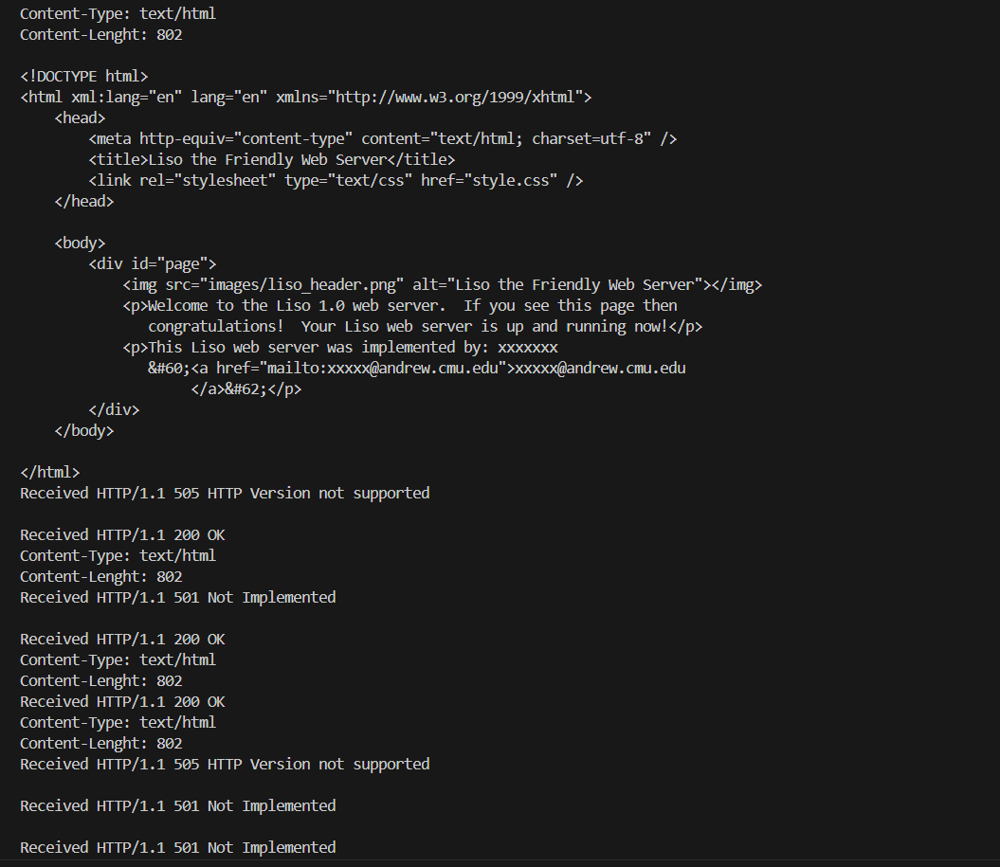 Content-Type: text/html
Content-Lenght: 802
<!DOCTYPE html>
<html xml:lang="en" lang="en" xmlns="http://www.w3.org/1999/xhtml">
<head>
<meta http-equiv="content-type" content="text/html; charset=utf-8" />
<title>Liso the Friendly Web Server</title>
<link rel="stylesheet" type="text/css" href="style.css" />
</head>
<body>
<div id="page">
<img src="images/liso_header.png" alt="Liso the Friendly Web Server"></img>
<p>Welcome to the Liso 1.0 web server.  If you see this page then
congratulations!  Your Liso web server is up and running now!</p>
<p>This Liso web server was implemented by: xxxxxxx
&#60;<a href="mailto:xxxxx@andrew.cmu.edu">xxxxx@andrew.cmu.edu
</a>&#62;</p>
</div>
</body>
</html>
Received HTTP/1.1 505 HTTP Version not supported
Received HTTP/1.1 200 OK
Content-Type: text/html
Content-Lenght: 802
Received HTTP/1.1 501 Not Implemented
Received HTTP/1.1 200 OK
Content-Type: text/html
Content-Lenght: 802
Received HTTP/1.1 200 OK
Content-Type: text/html
Content-Lenght: 802
Received HTTP/1.1 505 HTTP Version not supported
Received HTTP/1.1 501 Not Implemented
Received HTTP/1.1 501 Not Implemented